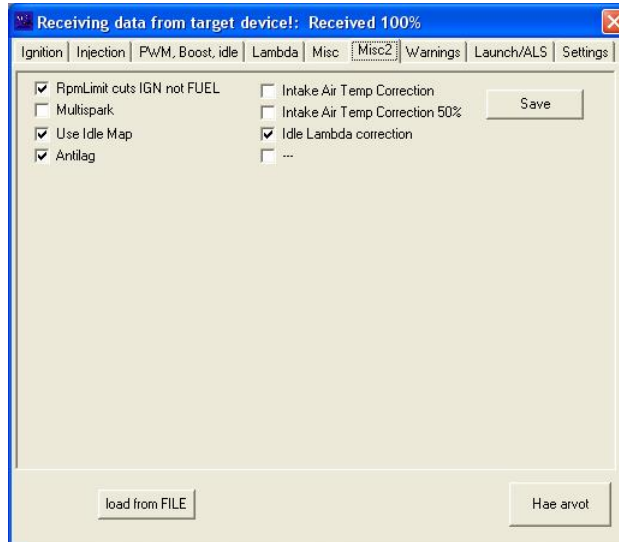 Receiving data from target device!: Received 100%
Ignition Injection PWM, Boost, idle Lambda Misc Misc2 Warnings Launch/ALS Settings
RpmLimit cuts IGN not FUEL
Multispark
Use Idle Map
Antilag
Intake Air Temp Correction
Intake Air Temp Correction 50%
Idle Lambda correction
---
Save
load from FILE
Hae arvot